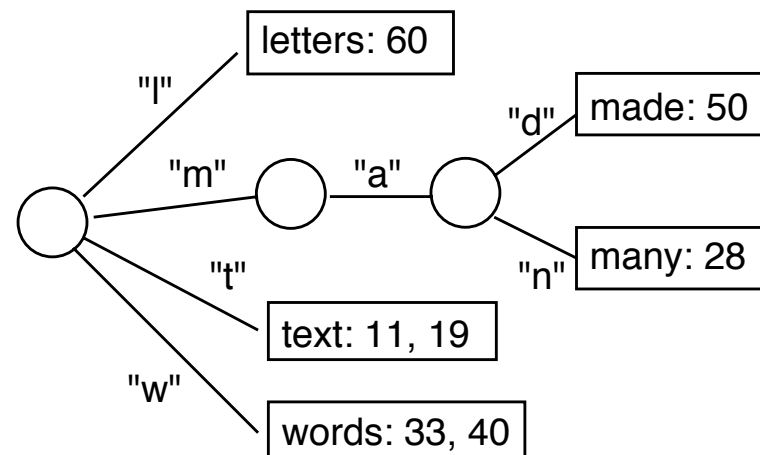 letters: 60
"l"
"d"
made: 50
"m"
"a"
"n"
many: 28
"t"
text: 11, 19
"w"
words: 33, 40